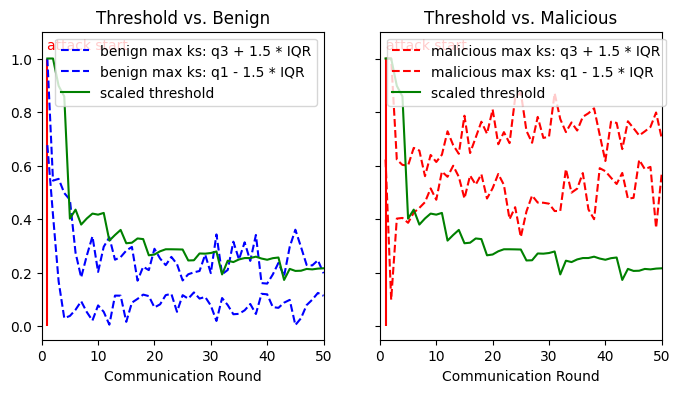 Threshold vs. Benign
attack start
benign max ks: q3 + 1.5 * IQR
benign max ks: q1 - 1.5 * IQR
scaled threshold
1.0
0.8
0.6
0.4
0.2
0.0
0 10 20 30 40 50
Communication Round
Threshold vs. Malicious
attack start
malicious max ks: q3 + 1.5 * IQR
malicious max ks: q1 - 1.5 * IQR
scaled threshold
0 10 20 30 40 50
Communication Round